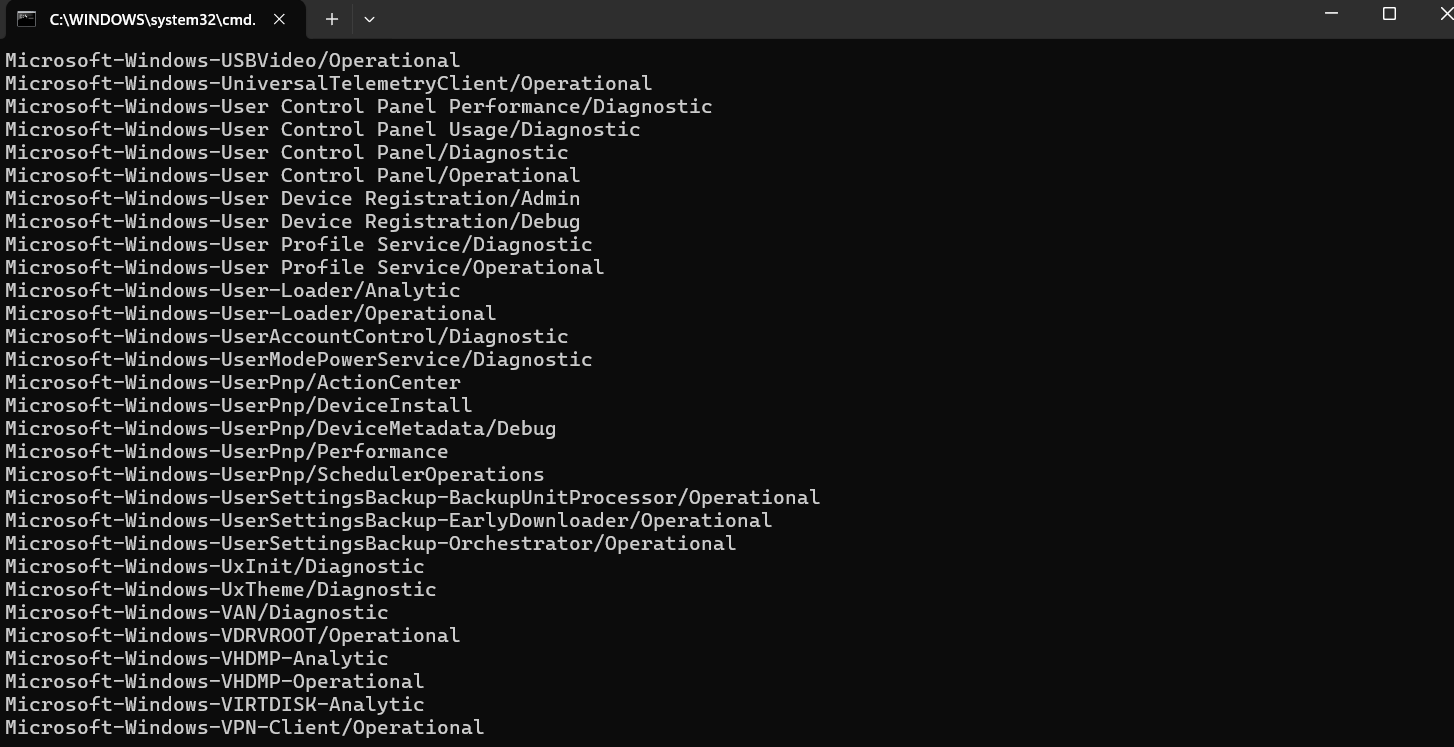 C:\WINDOWS\system32\cmd.
Microsoft-Windows-USBVideo/Operational
Microsoft-Windows-UniversalTelemetryClient/Operational
Microsoft-Windows-User Control Panel Performance/Diagnostic
Microsoft-Windows-User Control Panel Usage/Diagnostic
Microsoft-Windows-User Control Panel/Diagnostic
Microsoft-Windows-User Control Panel/Operational
Microsoft-Windows-User Device Registration/Admin
Microsoft-Windows-User Device Registration/Debug
Microsoft-Windows-User Profile Service/Diagnostic
Microsoft-Windows-User Profile Service/Operational
Microsoft-Windows-User-Loader/Analytic
Microsoft-Windows-User-Loader/Operational
Microsoft-Windows-UserAccountControl/Diagnostic
Microsoft-Windows-UserModePowerService/Diagnostic
Microsoft-Windows-UserPnp/ActionCenter
Microsoft-Windows-UserPnp/DeviceInstall
Microsoft-Windows-UserPnp/DeviceMetadata/Debug
Microsoft-Windows-UserPnp/Performance
Microsoft-Windows-UserPnp/SchedulerOperations
Microsoft-Windows-UserSettingsBackup-BackupUnitProcessor/Operational
Microsoft-Windows-UserSettingsBackup-EarlyDownloader/Operational
Microsoft-Windows-UserSettingsBackup-Orchestrator/Operational
Microsoft-Windows-UxInit/Diagnostic
Microsoft-Windows-UxTheme/Diagnostic
Microsoft-Windows-VAN/Diagnostic
Microsoft-Windows-VDRVROOT/Operational
Microsoft-Windows-VHDMP-Analytic
Microsoft-Windows-VHDMP-Operational
Microsoft-Windows-VIRTDISK-Analytic
Microsoft-Windows-VPN-Client/Operational